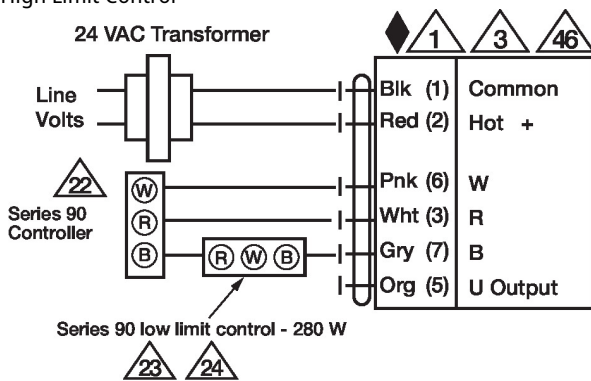 High Limit Control
24 VAC Transformer
1 3 46
Line
Volts
Blk (1) Common
Red (2) Hot +
22
Series 90
Controller
W
R
B
R W B
Pnk (6) W
Wht (3) R
Gry (7) B
Org (5) U Output
Series 90 low limit control - 280 W
23 24